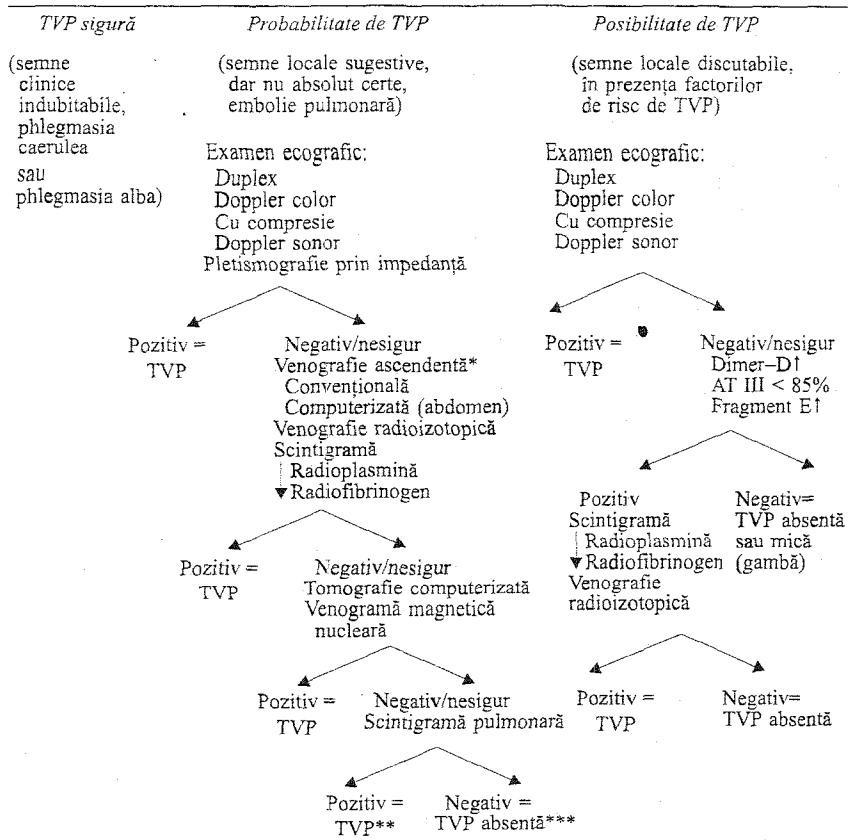 TVP sigură
(semne
clinice
indubitabile,
phlegmasia
caerulea
sau
phlegmasia alba)
Probabilitate de TVP
(semne locale sugestive,
dar nu absolut certe,
embolie pulmonară)
Examen ecografic:
Duplex
Doppler color
Cu compresie
Doppler sonor
Pletismografie prin impedanță
Pozitiv =
TVP
Negativ/nesigur
Venografie ascendentă*
Convențională
Computerizată (abdomen)
Venografie radioizotopică
Scintigramă
Radioplasmină
Radiofibrinogen
Pozitiv =
TVP
Negativ/nesigur
Tomografie computerizată
Venogramă magnetică
nucleară
Pozitiv =
TVP
Negativ/nesigur
Scintigramă pulmonară
Pozitiv =
TVP**
Negativ =
TVP absentă***
Posibilitate de TVP
(semne locale discutabile,
în prezența factorilor
de risc de TVP)
Examen ecografic:
Duplex
Doppler color
Cu compresie
Doppler sonor
Pozitiv =
TVP
Negativ/nesigur
Dimer–D↑
AT III < 85%
Fragment E↑
Pozitiv
Scintigramă
Radioplasmină
Radiofibrinogen
Venografie
radioizotopică
Negativ=
TVP absentă
sau mică
(gambă)
Pozitiv =
TVP
Negativ=
TVP absentă